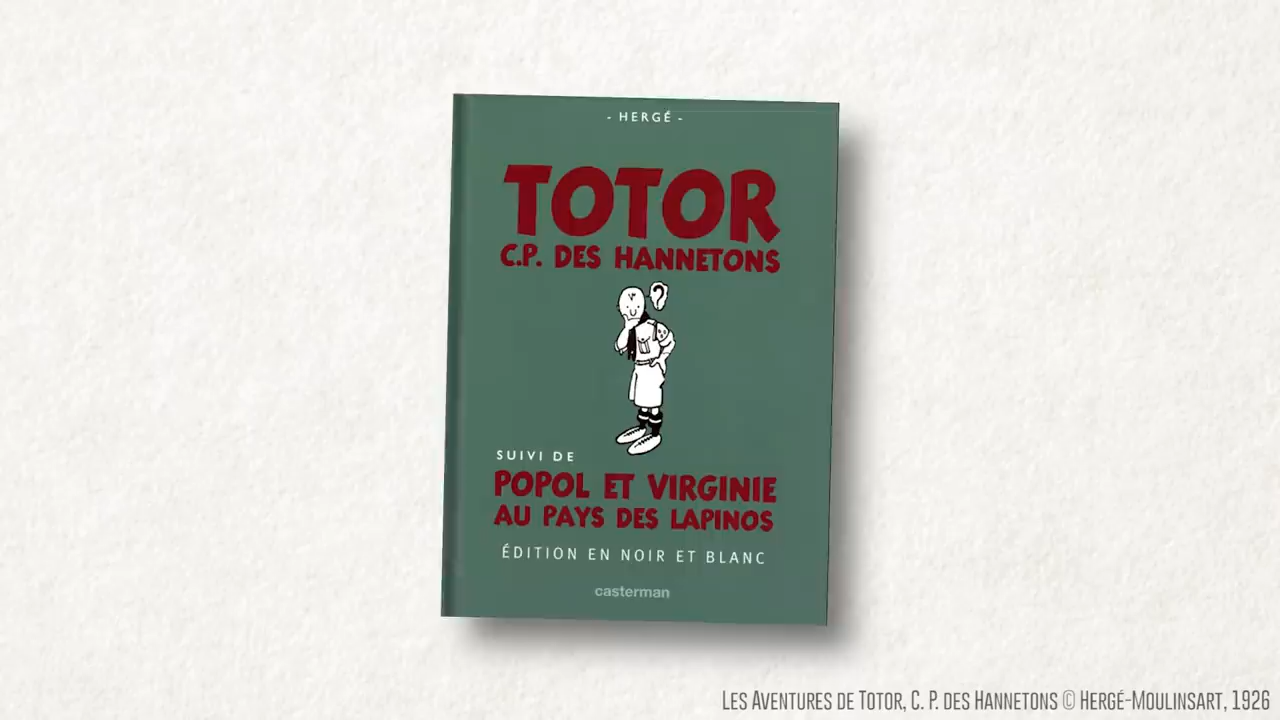 - HERGÉ -
TOTOR
C.P. DES HANNETONS
?
SUIVI DE
POPOL ET VIRGINIE
AU PAYS DES LAPINOS
ÉDITION EN NOIR ET BLANC
casterman
LES AVENTURES DE TOTOR, C. P. DES HANNETONS © HERGÉ-MOULINSART, 1926